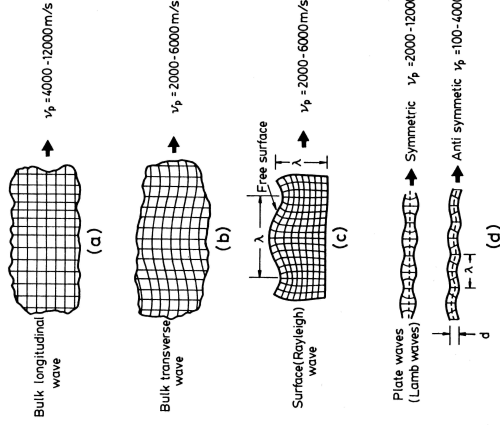 Bulk longitudinal
wave
νp = 4000-12000 m/s
(a)
Bulk transverse
wave
νp = 2000-6000 m/s
(b)
Surface(Rayleigh)
wave
λ
Free surface
λ
νp = 2000-6000 m/s
(c)
Plate waves
(Lamb waves)
Symmetric νp = 2000-12000
Anti symmetic νp = 100-4000
λ
d
(d)